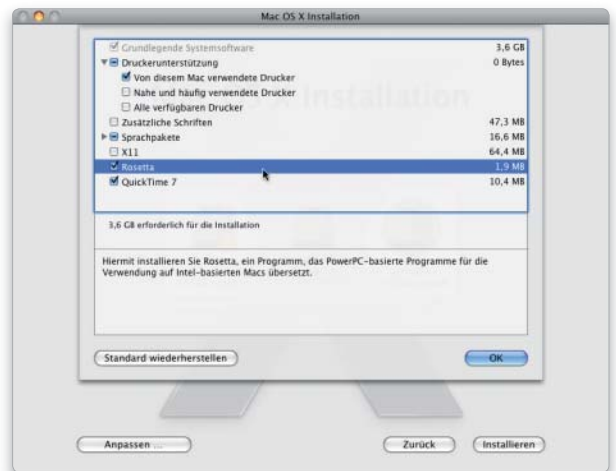 Mac OS X Installation
Grundlegende Systemsoftware 3,6 GB
Druckerunterstützung 0 Bytes
Von diesem Mac verwendete Drucker
Nahe und häufig verwendete Drucker
Alle verfügbaren Drucker
Zusätzliche Schriften 47,3 MB
Sprachpakete 16,6 MB
X11 64,4 MB
Rosetta 1,9 MB
QuickTime 7 10,4 MB
3,6 GB erforderlich für die Installation
Hiermit installieren Sie Rosetta, ein Programm, das PowerPC-basierte Programme für die
Verwendung auf Intel-basierten Macs übersetzt.
Standard wiederherstellen OK
Anpassen ... Zurück Installieren